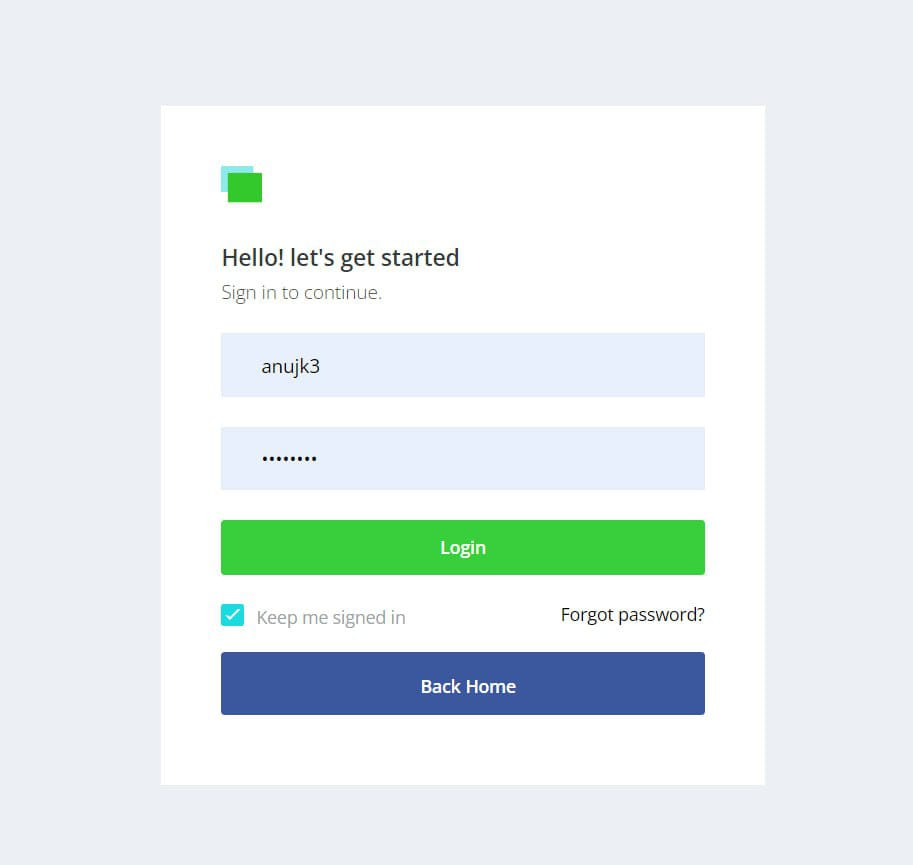 Hello! let's get started
Sign in to continue.
anujk3
••••••••
Login
Keep me signed in
Forgot password?
Back Home